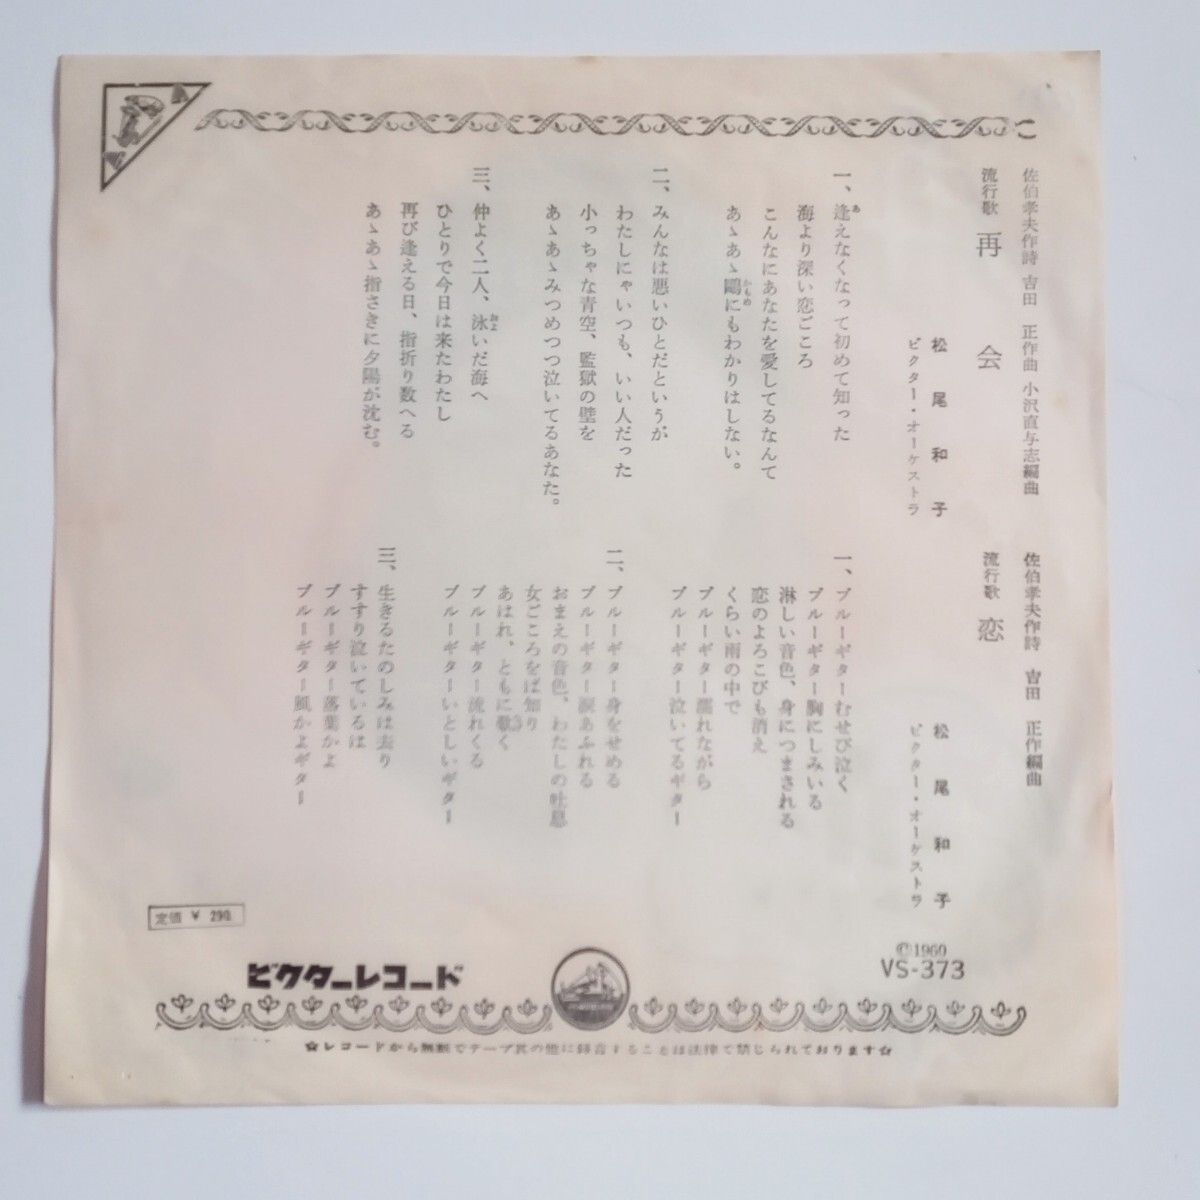 佐伯孝夫作詩 吉田 正作曲 小沢直与志編曲
流行歌 再会
松尾和子
ビクター・オーケストラ
一、逢えなくなって初めて知った
海より深い恋ごころ
こんなにあなたを愛してるなんて
あゝあゝ鷗にもわかりはしない。
二、みんなは悪いひとだというが
わたしにゃいつも、いい人だった
小っちゃな青空、監獄の壁を
あゝあゝみつめつつ泣いてるあなた。
三、仲よく二人、泳いだ海へ
ひとりで今日は来たわたし
再び逢える日、指折り数へる
あゝあゝ指さきに夕陽が沈む。
佐伯孝夫作詩 吉田 正作編曲
流行歌 恋
松尾和子
ビクター・オーケストラ
一、ブルーギターむせび泣く
ブルーギター胸にしみいる
淋しい音色、身につまされる
恋のよろこびも消え
くらい雨の中で
ブルーギター濡れながら
ブルーギター泣いてるギター
二、ブルーギター身をせめる
ブルーギター涙あふれる
おまえの音色、わたしの吐息
女ごころをば知り
あはれ、ともに歔く
ブルーギター流れくる
ブルーギターいとしいギター
三、生きるたのしみは去り
すすり泣いているは
ブルーギター落葉かよ
ブルーギター風かよギター
定価 ¥ 290.
ビクターレコード
©1960
VS-373
☆レコードから無断でテープ其の他に録音することは法律で禁じられております☆